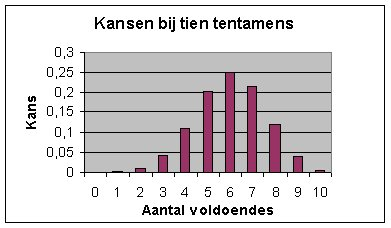 Kansen bij tien tentamens
0,3
0,25
0,2
0,15
0,1
0,05
0
Kans
0 1 2 3 4 5 6 7 8 9 10
Aantal voldoendes